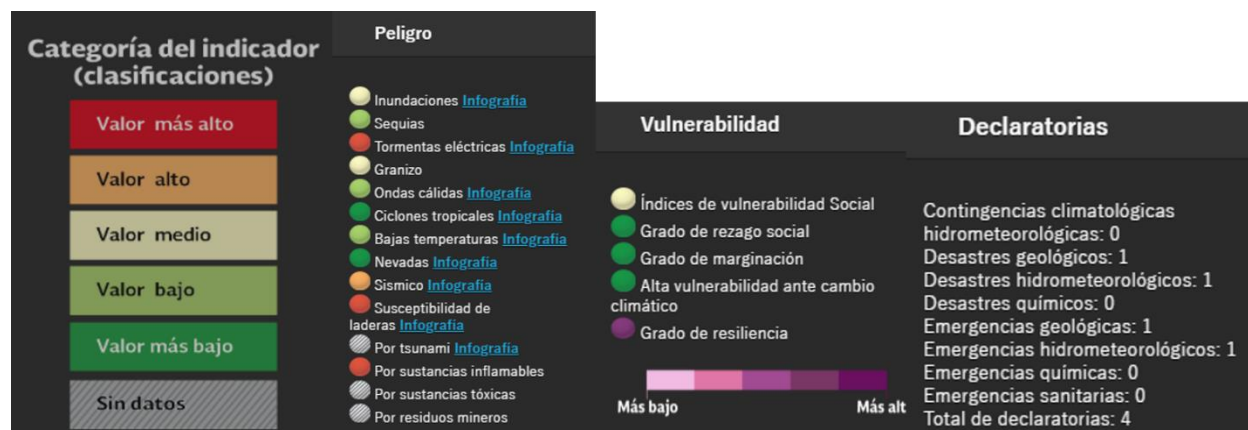 Categoría del indicador
(clasificaciones)
Valor más alto
Valor alto
Valor medio
Valor bajo
Valor más bajo
Sin datos
Peligro
Inundaciones Infografía
Sequias
Tormentas eléctricas Infografía
Granizo
Ondas cálidas Infografía
Ciclones tropicales Infografía
Bajas temperaturas Infografía
Nevadas Infografía
Sismico Infografía
Susceptibilidad de
laderas Infografía
Por tsunami Infografía
Por sustancias inflamables
Por sustancias tóxicas
Por residuos mineros
Vulnerabilidad
Índices de vulnerabilidad Social
Grado de rezago social
Grado de marginación
Alta vulnerabilidad ante cambio
climático
Grado de resiliencia
Más bajo
Más alt
Declaratorias
Contingencias climatológicas
hidrometeorológicas: 0
Desastres geológicos: 1
Desastres hidrometeorológicos: 1
Desastres químicos: 0
Emergencias geológicas: 1
Emergencias hidrometeorológicos: 1
Emergencias químicas: 0
Emergencias sanitarias: 0
Total de declaratorias: 4